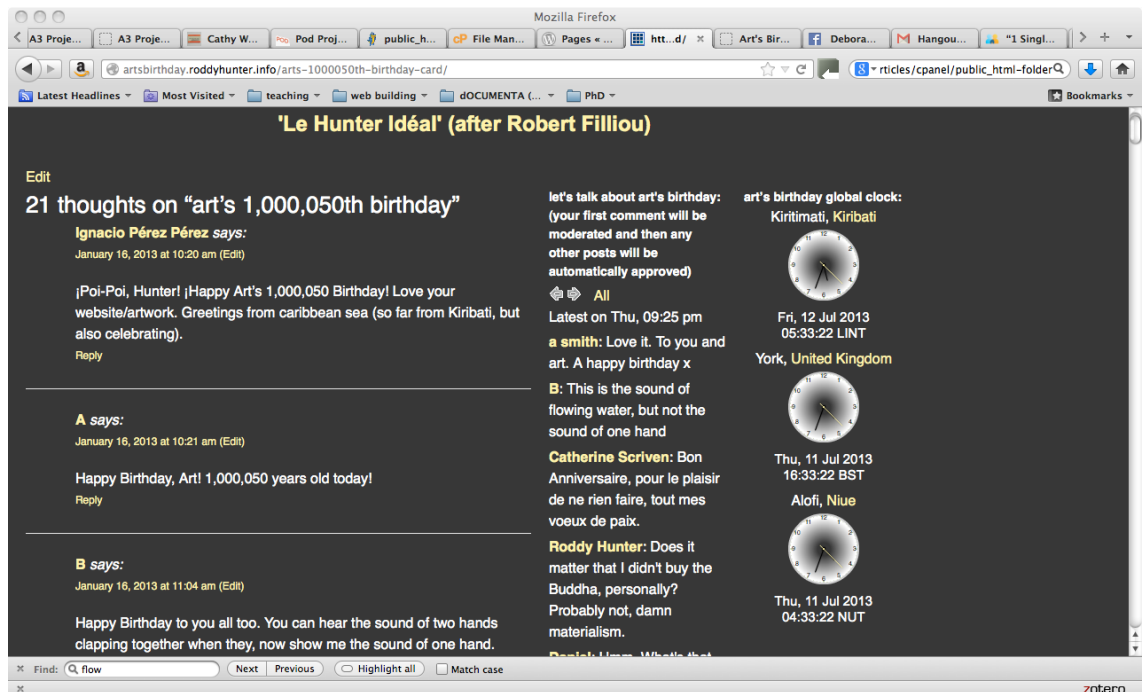 Mozilla Firefox
A3 Proje...
A3 Proje...
Cathy W...
Pod Proj...
public_h...
cP File Man...
Pages « ...
htt...d/
Art's Bir...
Debora...
Hangou...
"1 Singl...
artsbirthday.roddyhunter.info/arts-1000050th-birthday-card/
rticles/cpanel/public_html-folder
Latest Headlines
Most Visited
teaching
web building
dOCUMENTA (...
PhD
Bookmarks
'Le Hunter Idéal' (after Robert Filliou)
Edit
21 thoughts on “art’s 1,000,050th birthday”
Ignacio Pérez Pérez says:
January 16, 2013 at 10:20 am (Edit)
¡Poi-Poi, Hunter! ¡Happy Art’s 1,000,050 Birthday! Love your
website/artwork. Greetings from caribbean sea (so far from Kiribati, but
also celebrating).
Reply
A says:
January 16, 2013 at 10:21 am (Edit)
Happy Birthday, Art! 1,000,050 years old today!
Reply
B says:
January 16, 2013 at 11:04 am (Edit)
Happy Birthday to you all too. You can hear the sound of two hands
clapping together when they, now show me the sound of one hand.
let's talk about art's birthday:
(your first comment will be
moderated and then any
other posts will be
automatically approved)
All
Latest on Thu, 09:25 pm
a smith: Love it. To you and
art. A happy birthday x
B: This is the sound of
flowing water, but not the
sound of one hand
Catherine Scriven: Bon
Anniversaire, pour le plaisir
de ne rien faire, tout mes
voeux de paix.
Roddy Hunter: Does it
matter that I didn't buy the
Buddha, personally?
Probably not, damn
materialism.
art's birthday global clock:
Kiritimati, Kiribati
Fri, 12 Jul 2013
05:33:22 LINT
York, United Kingdom
Thu, 11 Jul 2013
16:33:22 BST
Alofi, Niue
Thu, 11 Jul 2013
04:33:22 NUT
Find: flow
Next
Previous
Highlight all
Match case
zotero